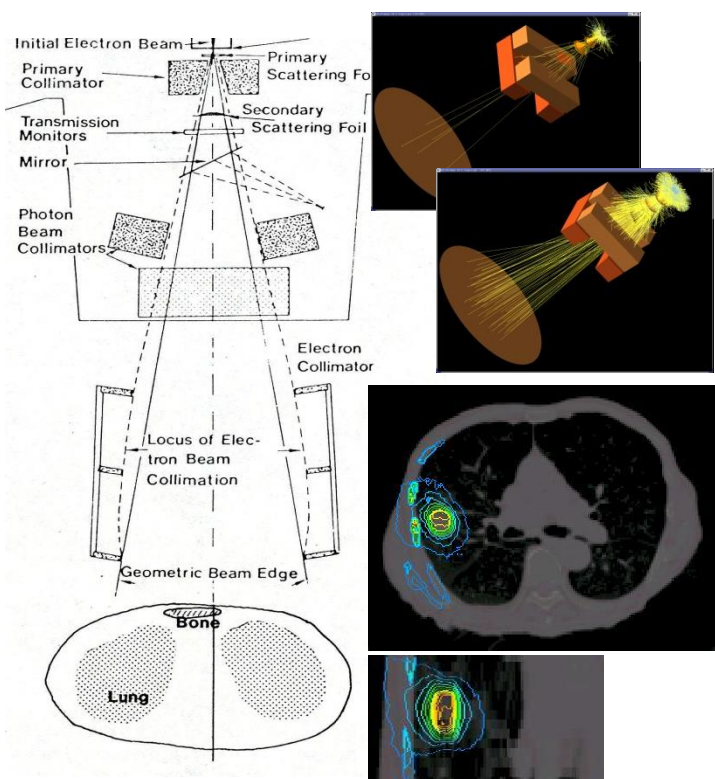 Initial Electron Beam
Primary
Scattering Fo
Primary
Collimator
Secondary
Scattering Foil
Transmission
Monitors
Mirror
Photon
Beam
Collimators
Electron
Collimator
Locus of Elec-
tron Beam
Collimation
Geometric Beam Edge
Bone
Lung